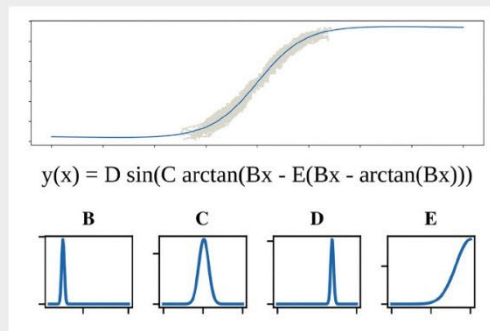 y(x) = D sin(C arctan(Bx - E(Bx - arctan(Bx)))
B C D E